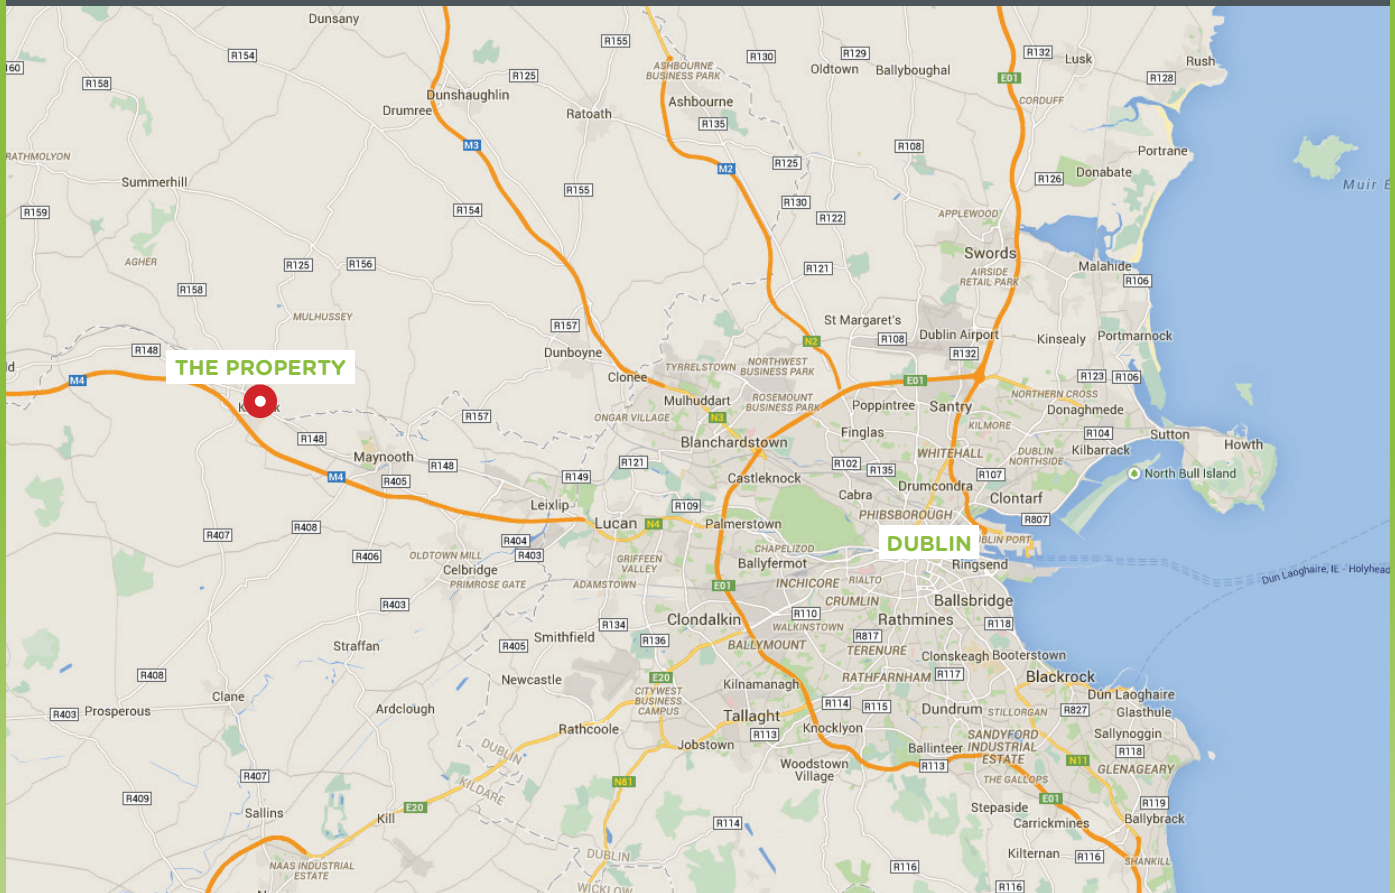 Dunsany
R155
R130
R129
R132
Lusk
Rush
R154
ASHBOURNE
BUSINESS PARK
Oldtown
Ballyboghal
R158
R125
E01
R128
Dunshaughlin
Drumree
Ashbourne
CORDUFF
Ratoath
R135
M3
R108
RATHMOLYON
M2
R125
Portrane
Summerhill
R155
R126
Donabate
Muir
R159
R154
R130
R122
APPLEWOOD
Swords
AGHER
R125
R156
R121
AIRSIDE
RETAIL PARK
Malahide
R106
R158
MULHUSSEY
R157
St Margaret's
Dublin Airport
Kinsealy
Portmarnock
R148
N2
R108
R132
Dunboyne
THE PROPERTY
TYRRELSTOWN
NORTHWEST
BUSINESS PARK
M4
Clonee
E01
R123
R106
Mulhuddart
ROSEMOUNT
BUSINESS PARK
Poppintree
Santry
NORTHERN CROSS
Donaghmede
R157
ONGAR VILLAGE
N3
KILMORE
R148
Blanchardstown
Finglas
R104
Sutton
Howth
Maynooth
R148
R121
R102
R135
WHITEHALL
DUBLIN
NORTHSIDE
Kilbarrack
M4
R405
R149
Castleknock
R107
North Bull Island
Leixlip
R109
Cabra
Drumcondra
Clontarf
R407
R408
Lucan
N4
Palmerstown
PHIBSBOROUGH
R807
R404
DUBLIN
R406
OLDTOWN MILL
R403
CHAPELIZOD
Celbridge
GRIFFEEN
VALLEY
Ballyfermot
Ringsend
Dun Laoghaire, IE - Holyhead
PRIMROSE GATE
ADAMSTOWN
E01
INCHICORE
RIALTO
R403
CRUMLIN
Ballsbridge
R134
Clondalkin
R110
Rathmines
R118
Straffan
R405
Smithfield
R136
WALKINSTOWN
BALLYMOUNT
R817
TERENURE
Clonskeagh
Booterstown
R408
Newcastle
E20
Kilnamanagh
RATHFARNHAM
R117
Blackrock
Clane
CITYWEST
BUSINESS
CAMPUS
Dún Laoghaire
R403
Prosperous
Ardclough
Tallaght
R114
R115
Dundrum
STILLORGAN
R827
Glasthule
Rathcoole
R113
Knocklyon
Sallynoggin
Jobstown
Ballinteer
SANDYFORD
INDUSTRIAL
ESTATE
R118
DUBLIN
Woodstown
Village
R113
N11
GLENAGEARY
R407
KILDARE
N81
THE GALLOPS
R409
E20
E01
R119
Sallins
Kill
R114
Stepaside
Carrickmines
Ballybrack
NAAS INDUSTRIAL
ESTATE
DUBLIN
WICKLOW
R116
Kilternan
R116
SHANKILL
R116